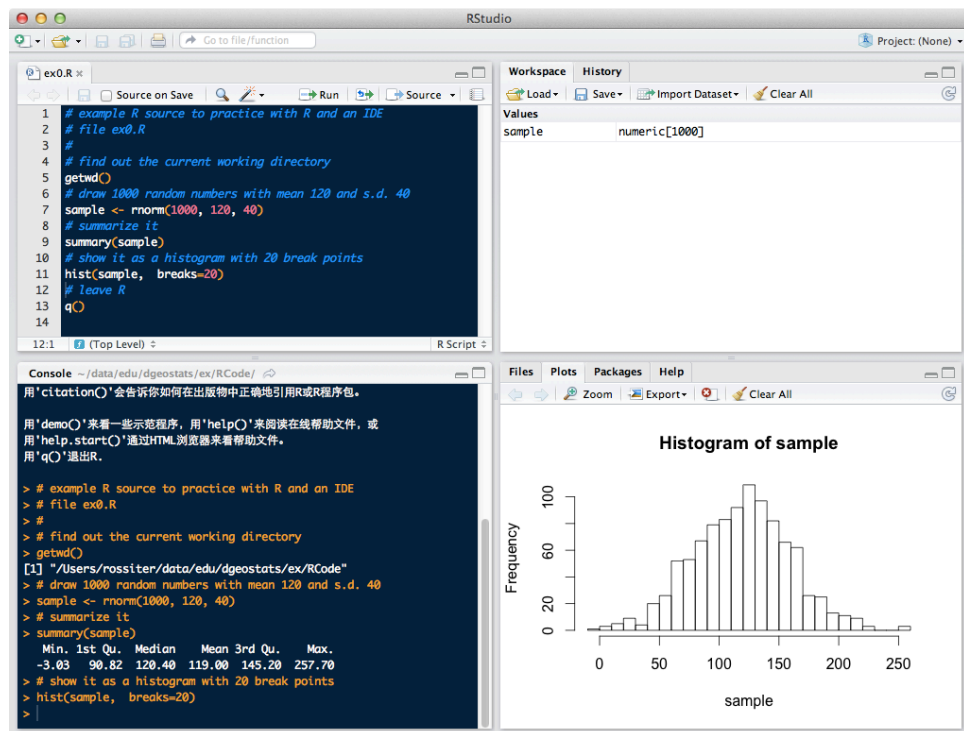 RStudio
Go to file/function
Project: (None)
ex0.R
Source on Save
Run
Source
1 # example R source to practice with R and an IDE
2 # file ex0.R
3 #
4 # find out the current working directory
5 getwd()
6 # draw 1000 random numbers with mean 120 and s.d. 40
7 sample <- rnorm(1000, 120, 40)
8 # summarize it
9 summary(sample)
10 # show it as a histogram with 20 break points
11 hist(sample,  breaks=20)
12 # leave R
13 q()
14
12:1 (Top Level) R Script
Console ~/data/edu/dgeostats/ex/RCode/
用'citation()'会告诉你如何在出版物中正确地引用R或R程序包。
用'demo()'来看一些示范程序，用'help()'来阅读在线帮助文件，或
用'help.start()'通过HTML浏览器来看帮助文件。
用'q()'退出R.
> # example R source to practice with R and an IDE
> # file ex0.R
> #
> # find out the current working directory
> getwd()
[1] "/Users/rossiter/data/edu/dgeostats/ex/RCode"
> # draw 1000 random numbers with mean 120 and s.d. 40
> sample <- rnorm(1000, 120, 40)
> # summarize it
> summary(sample)
Min. 1st Qu. Median Mean 3rd Qu. Max.
-3.03 90.82 120.40 119.00 145.20 257.70
> # show it as a histogram with 20 break points
> hist(sample,  breaks=20)
>
Workspace History
Load Save Import Dataset Clear All
Values
sample numeric[1000]
Files Plots Packages Help
Zoom Export Clear All
Histogram of sample
Frequency
100
60
20
0
0 50 100 150 200 250
sample